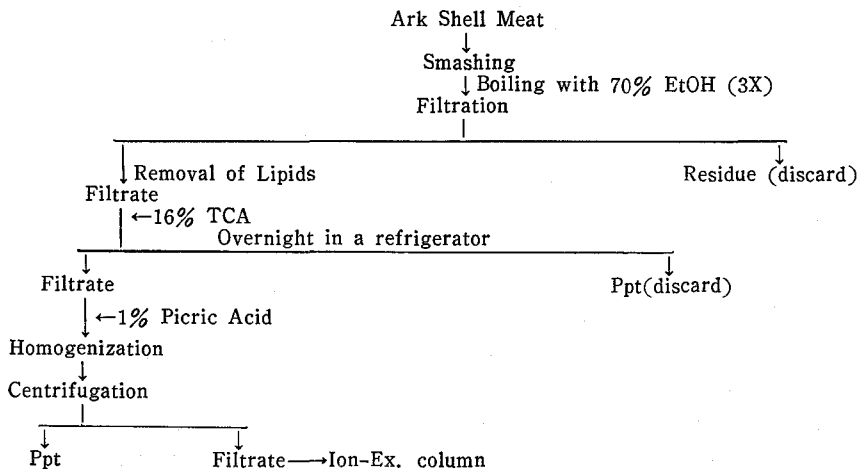 Ark Shell Meat
Smashing
Boiling with 70% EtOH (3X)
Filtration
Removal of Lipids
Residue (discard)
Filtrate
←16% TCA
Overnight in a refrigerator
Filtrate
Ppt(discard)
←1% Picric Acid
Homogenization
Centrifugation
Ppt
Filtrate→Ion-Ex. column